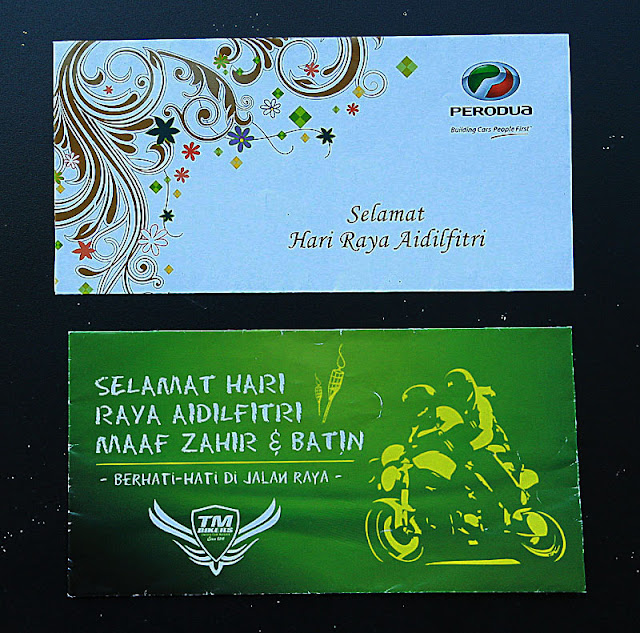 PERODUA
Building Cars People First
Selamat
Hari Raya Aidilfitri
SELAMAT HARI
RAYA AIDILFITRI
MAAF ZAHIR & BATIN
- BERHATI-HATI DI JALAN RAYA -
TM
BIKERS